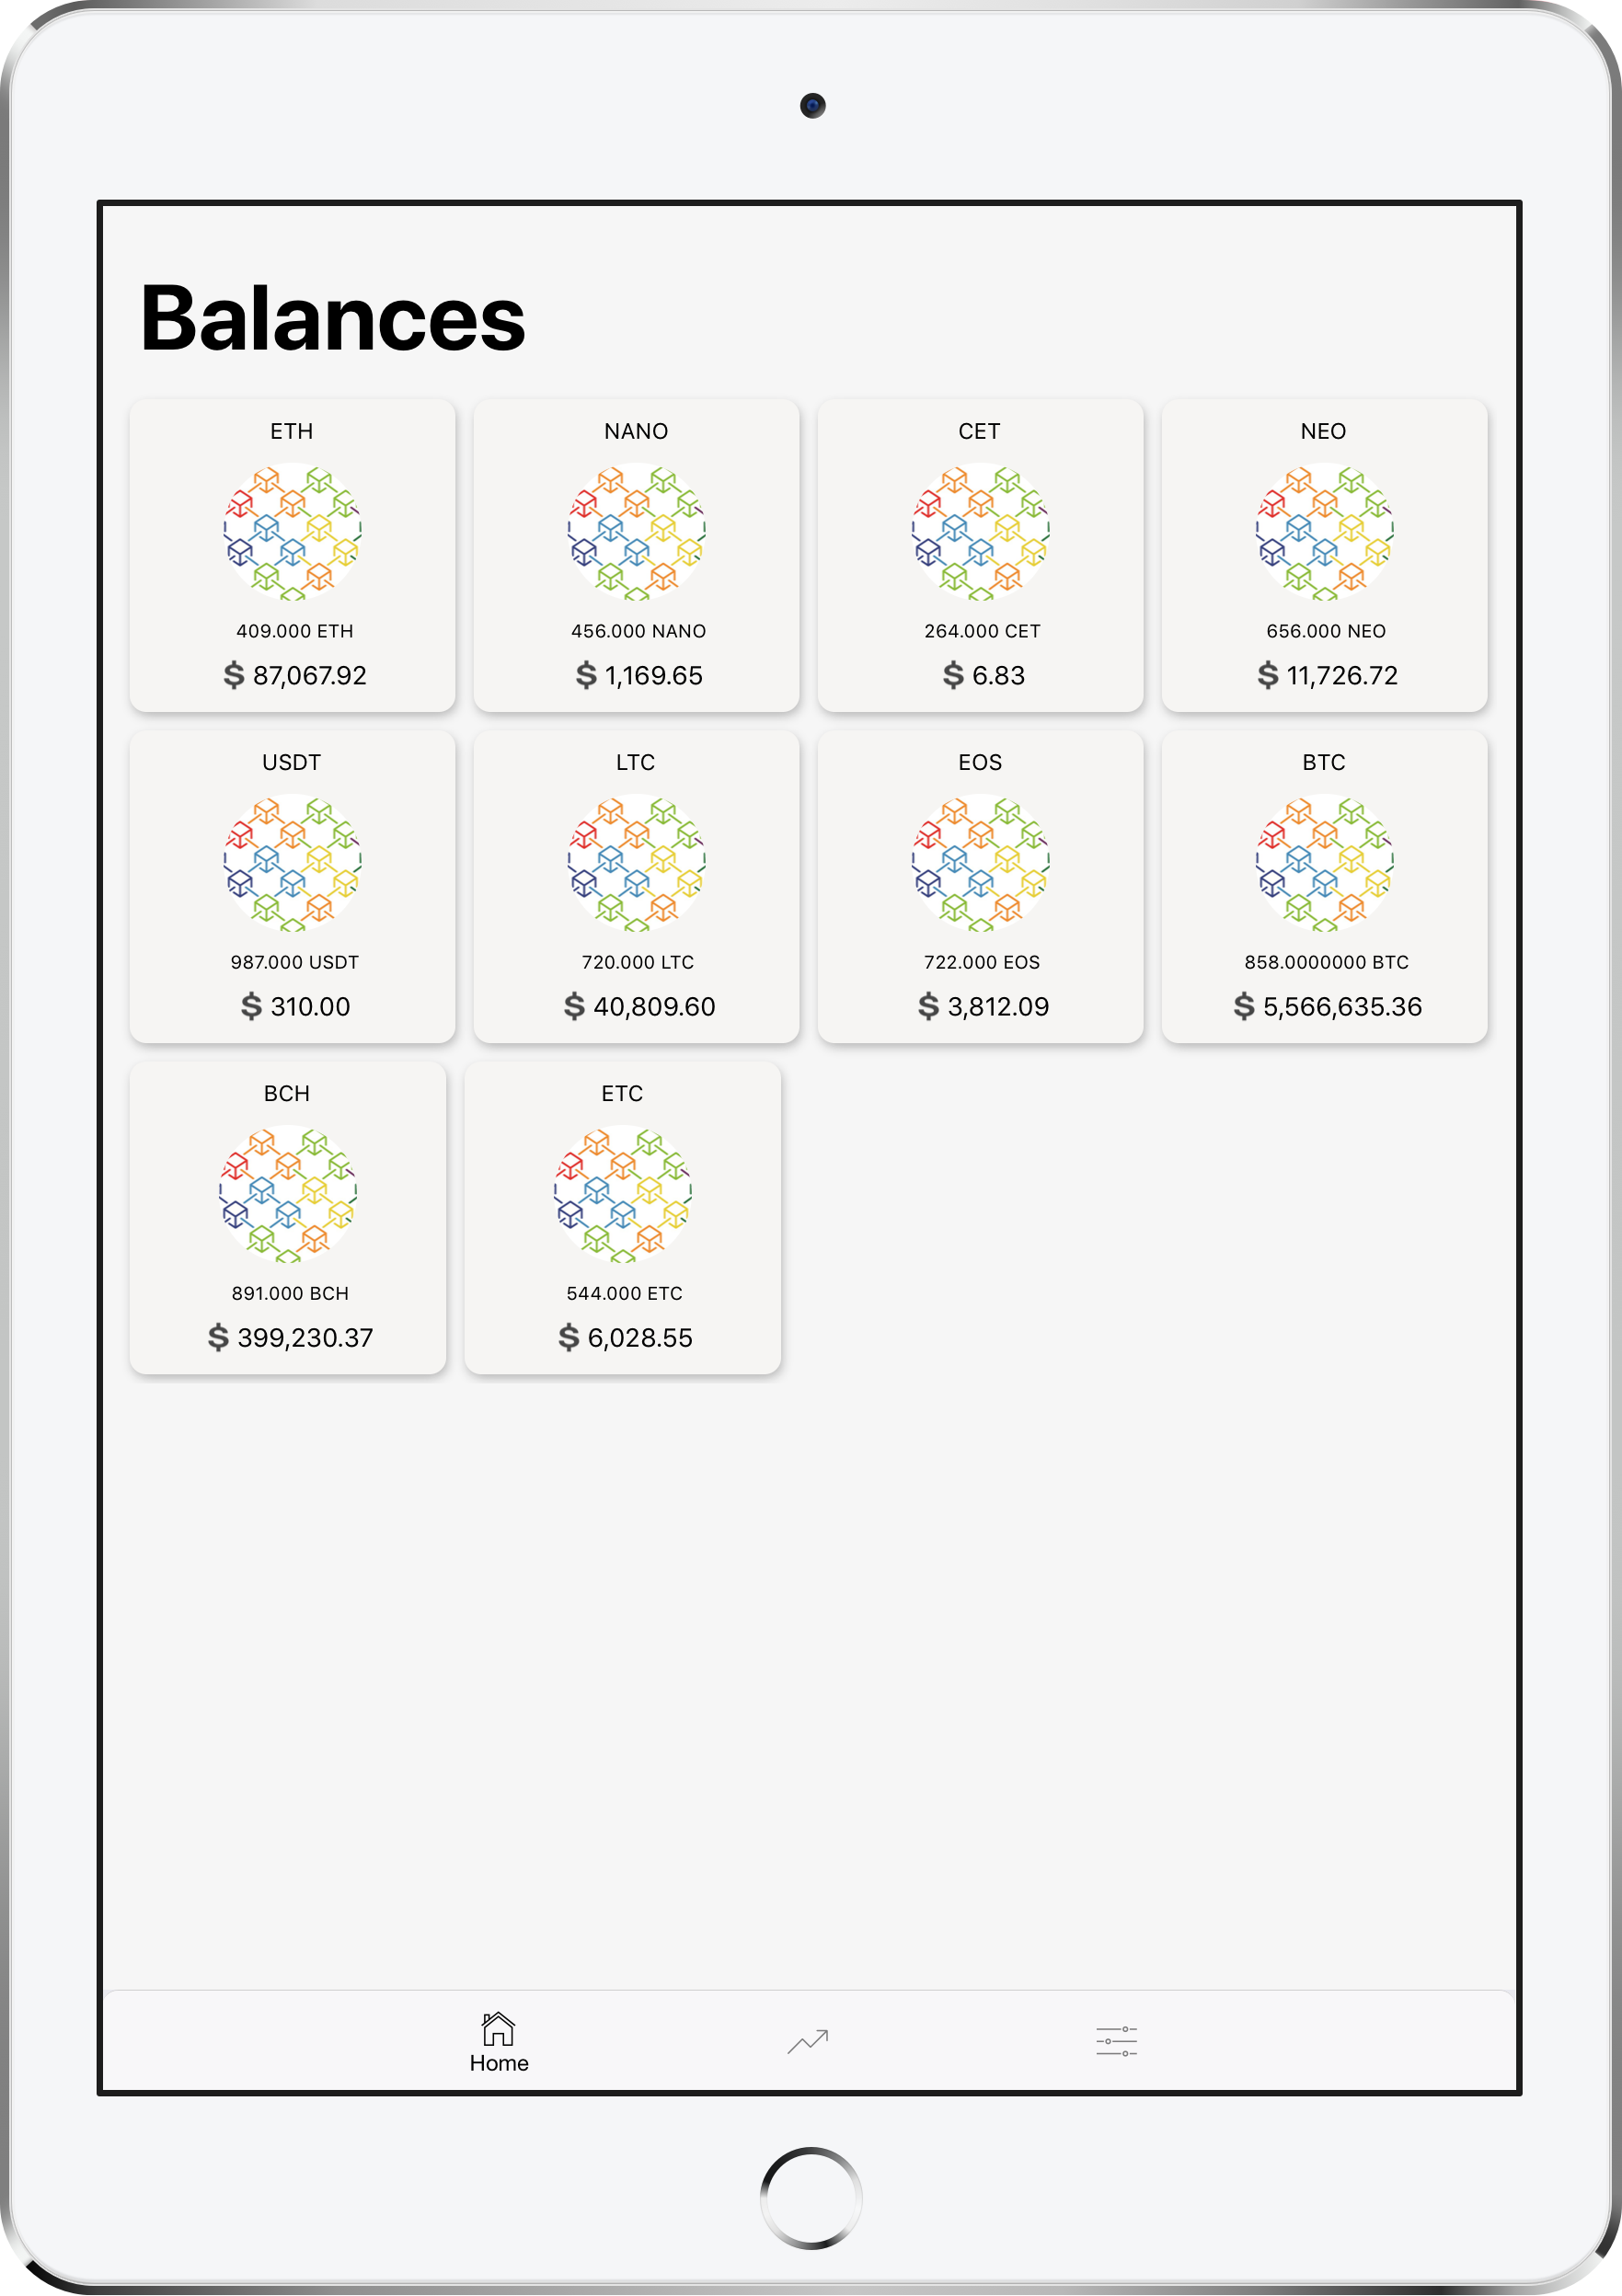 Balances
ETH
409.000 ETH
$ 87,067.92
NANO
456.000 NANO
$ 1,169.65
CET
264.000 CET
$ 6.83
NEO
656.000 NEO
$ 11,726.72
USDT
987.000 USDT
$ 310.00
LTC
720.000 LTC
$ 40,809.60
EOS
722.000 EOS
$ 3,812.09
BTC
858.0000000 BTC
$ 5,566,635.36
BCH
891.000 BCH
$ 399,230.37
ETC
544.000 ETC
$ 6,028.55
Home